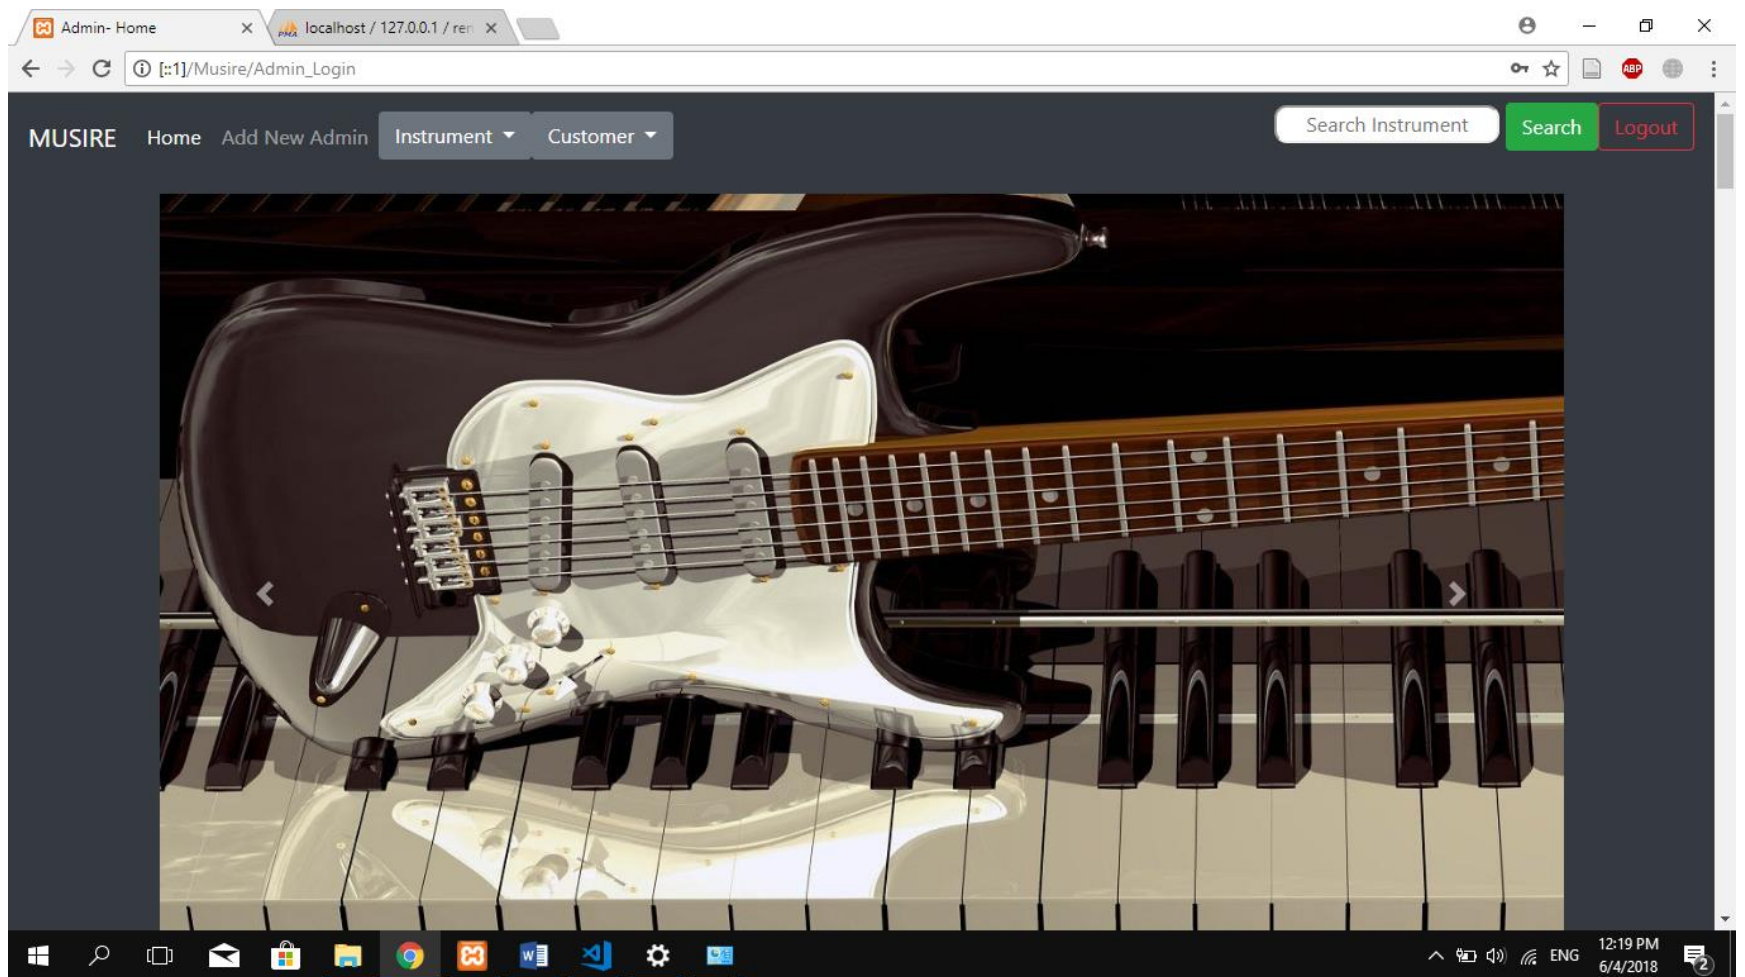 Admin- Home
localhost / 127.0.0.1 / ren
[::1]/Musire/Admin_Login
ABP
MUSIRE Home Add New Admin Instrument Customer Search Instrument Search Logout
ENG 12:19 PM
6/4/2018 2